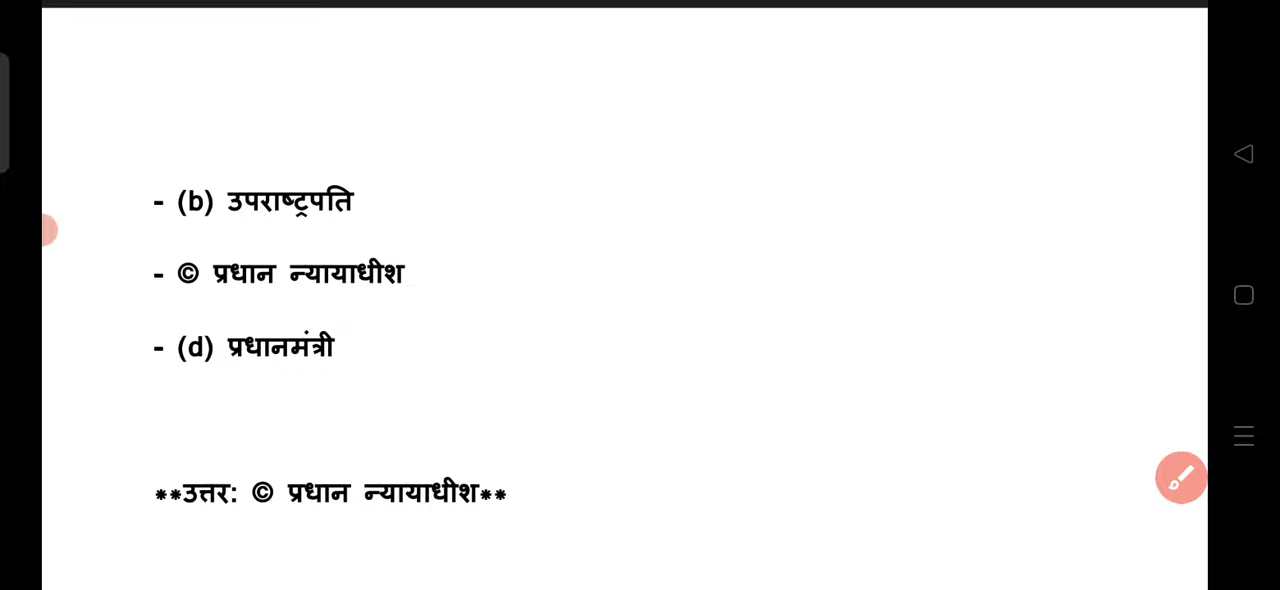 - (b) उपराष्ट्रपति
- © प्रधान न्यायाधीश
- (d) प्रधानमंत्री
**उत्तर: © प्रधान न्यायाधीश**